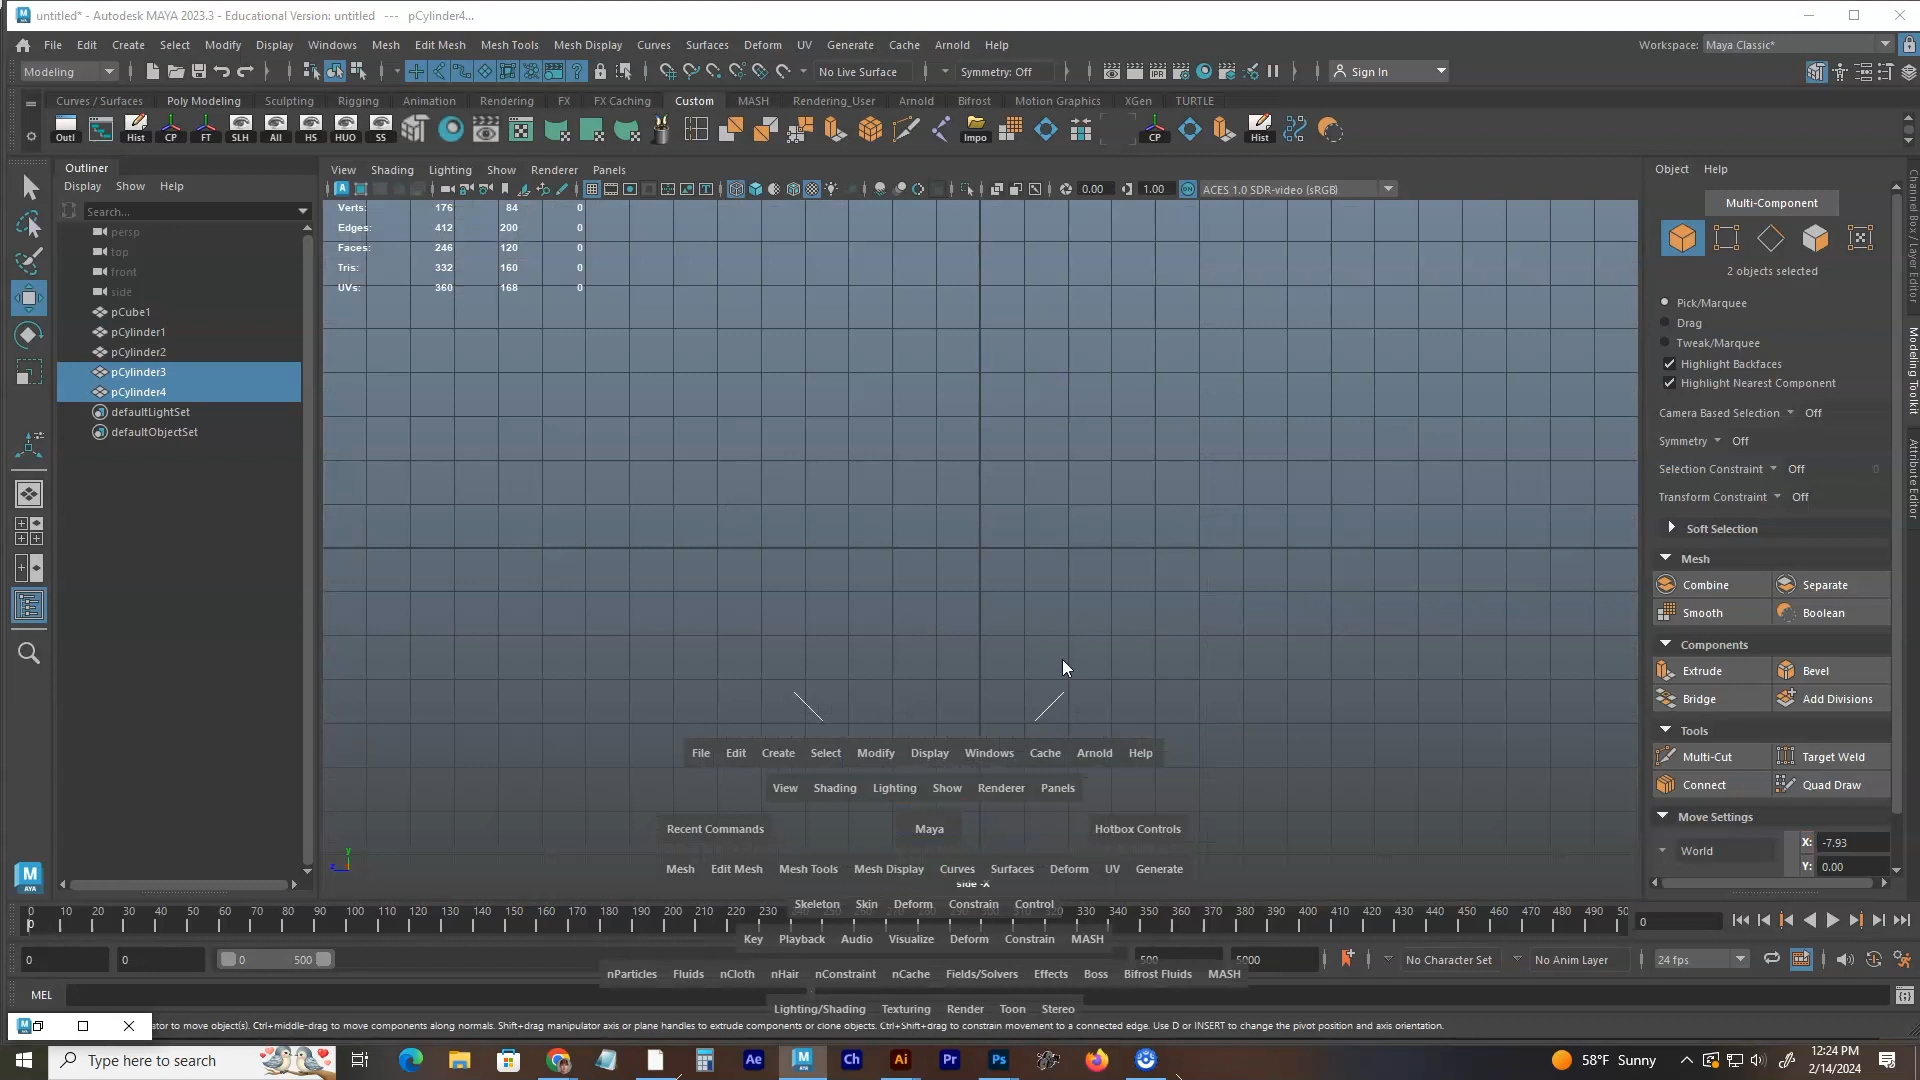 untitled* - Autodesk MAYA 2023.3 - Educational Version: untitled --- pCylinder4...
File Edit Create Select Modify Display Windows Mesh Edit Mesh Mesh Tools Mesh Display Curves Surfaces Deform UV Generate Cache Arnold Help Workspace: Maya Classic*
Modeling No Live Surface Symmetry: Off Sign In
Curves / Surfaces Poly Modeling Sculpting Rigging Animation Rendering FX FX Caching Custom MASH Rendering_User Arnold Bifrost Motion Graphics XGen TURTLE
Outl Hist CP FT SLH All HS HUO SS Impo CP Hist
Outliner
Display Show Help
Search...
persp
top
front
side
pCube1
pCylinder1
pCylinder2
pCylinder3
pCylinder4
defaultLightSet
defaultObjectSet
View Shading Lighting Show Renderer Panels
0.00 1.00 ACES 1.0 SDR-video (sRGB)
Verts: 176 84 0
Edges: 412 200 0
Faces: 246 120 0
Tris: 332 160 0
UVs: 360 168 0
File Edit Create Select Modify Display Windows Cache Arnold Help
View Shading Lighting Show Renderer Panels
Recent Commands Maya Hotbox Controls
Mesh Edit Mesh Mesh Tools Mesh Display Curves Surfaces Deform UV Generate
side -X
Skeleton Skin Deform Constrain Control
Key Playback Audio Visualize Deform Constrain MASH
nParticles Fluids nCloth nHair nConstraint nCache Fields/Solvers Effects Boss Bifrost Fluids MASH
Lighting/Shading Texturing Render Toon Stereo
y
z
Object Help
Multi-Component
2 objects selected
Pick/Marquee
Drag
Tweak/Marquee
Highlight Backfaces
Highlight Nearest Component
Camera Based Selection Off
Symmetry Off
Selection Constraint Off 0
Transform Constraint Off
Soft Selection
Mesh
Combine Separate
Smooth Boolean
Components
Extrude Bevel
Bridge Add Divisions
Tools
Multi-Cut Target Weld
Connect Quad Draw
Move Settings
World X: -7.93
Y: 0.00
Channel Box / Layer Editor
Modeling Toolkit
Attribute Editor
0 10 20 30 40 50 60 70 80 90 100 110 120 130 140 150 160 170 180 190 200 210 220 230 330 340 350 360 370 380 390 400 410 420 430 440 450 460 470 480 490 50
0 0
0 0 0 500 500 5000 No Character Set No Anim Layer 24 fps
MEL
ator to move object(s). Ctrl+middle-drag to move components along normals. Shift+drag manipulator axis or plane handles to extrude components or clone objects. Ctrl+Shift+drag to constrain movement to a connected edge. Use D or INSERT to change the pivot position and axis orientation.
Type here to search
Ae M AYA Ch Ai Pr Ps
58°F Sunny
12:24 PM
2/14/2024